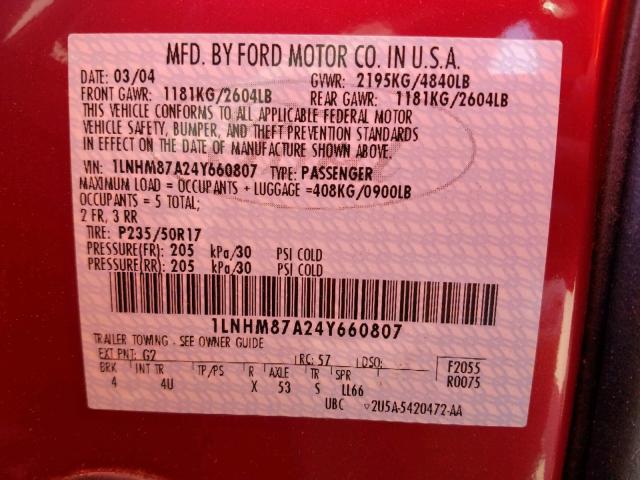 MFD. BY FORD MOTOR CO. IN U.S.A.
DATE: 03/04 GVWR: 2195KG/4840LB
FRONT GAWR: 1181KG/2604LB REAR GAWR: 1181KG/2604LB
THIS VEHICLE CONFORMS TO ALL APPLICABLE FEDERAL MOTOR
VEHICLE SAFETY, BUMPER, AND THEFT PREVENTION STANDARDS
IN EFFECT ON THE DATE OF MANUFACTURE SHOWN ABOVE.
VIN: 1LNHM87A24Y660807 TYPE: PASSENGER
MAXIMUM LOAD = OCCUPANTS + LUGGAGE =408KG/0900LB
OCCUPANTS = 5 TOTAL;
2 FR, 3 RR
TIRE: P235/50R17
PRESSURE(FR): 205 kPa/30 PSI COLD
PRESSURE(RR): 205 kPa/30 PSI COLD
1LNHM87A24Y660807
TRAILER TOWING - SEE OWNER GUIDE
EXT PNT: G2 RC: 57 DSO: F2055
BRK INT TR TP/PS R AXLE TR SPR R0075
4 4U X 53 S LL66
UBC ▽2U5A-5420472-AA